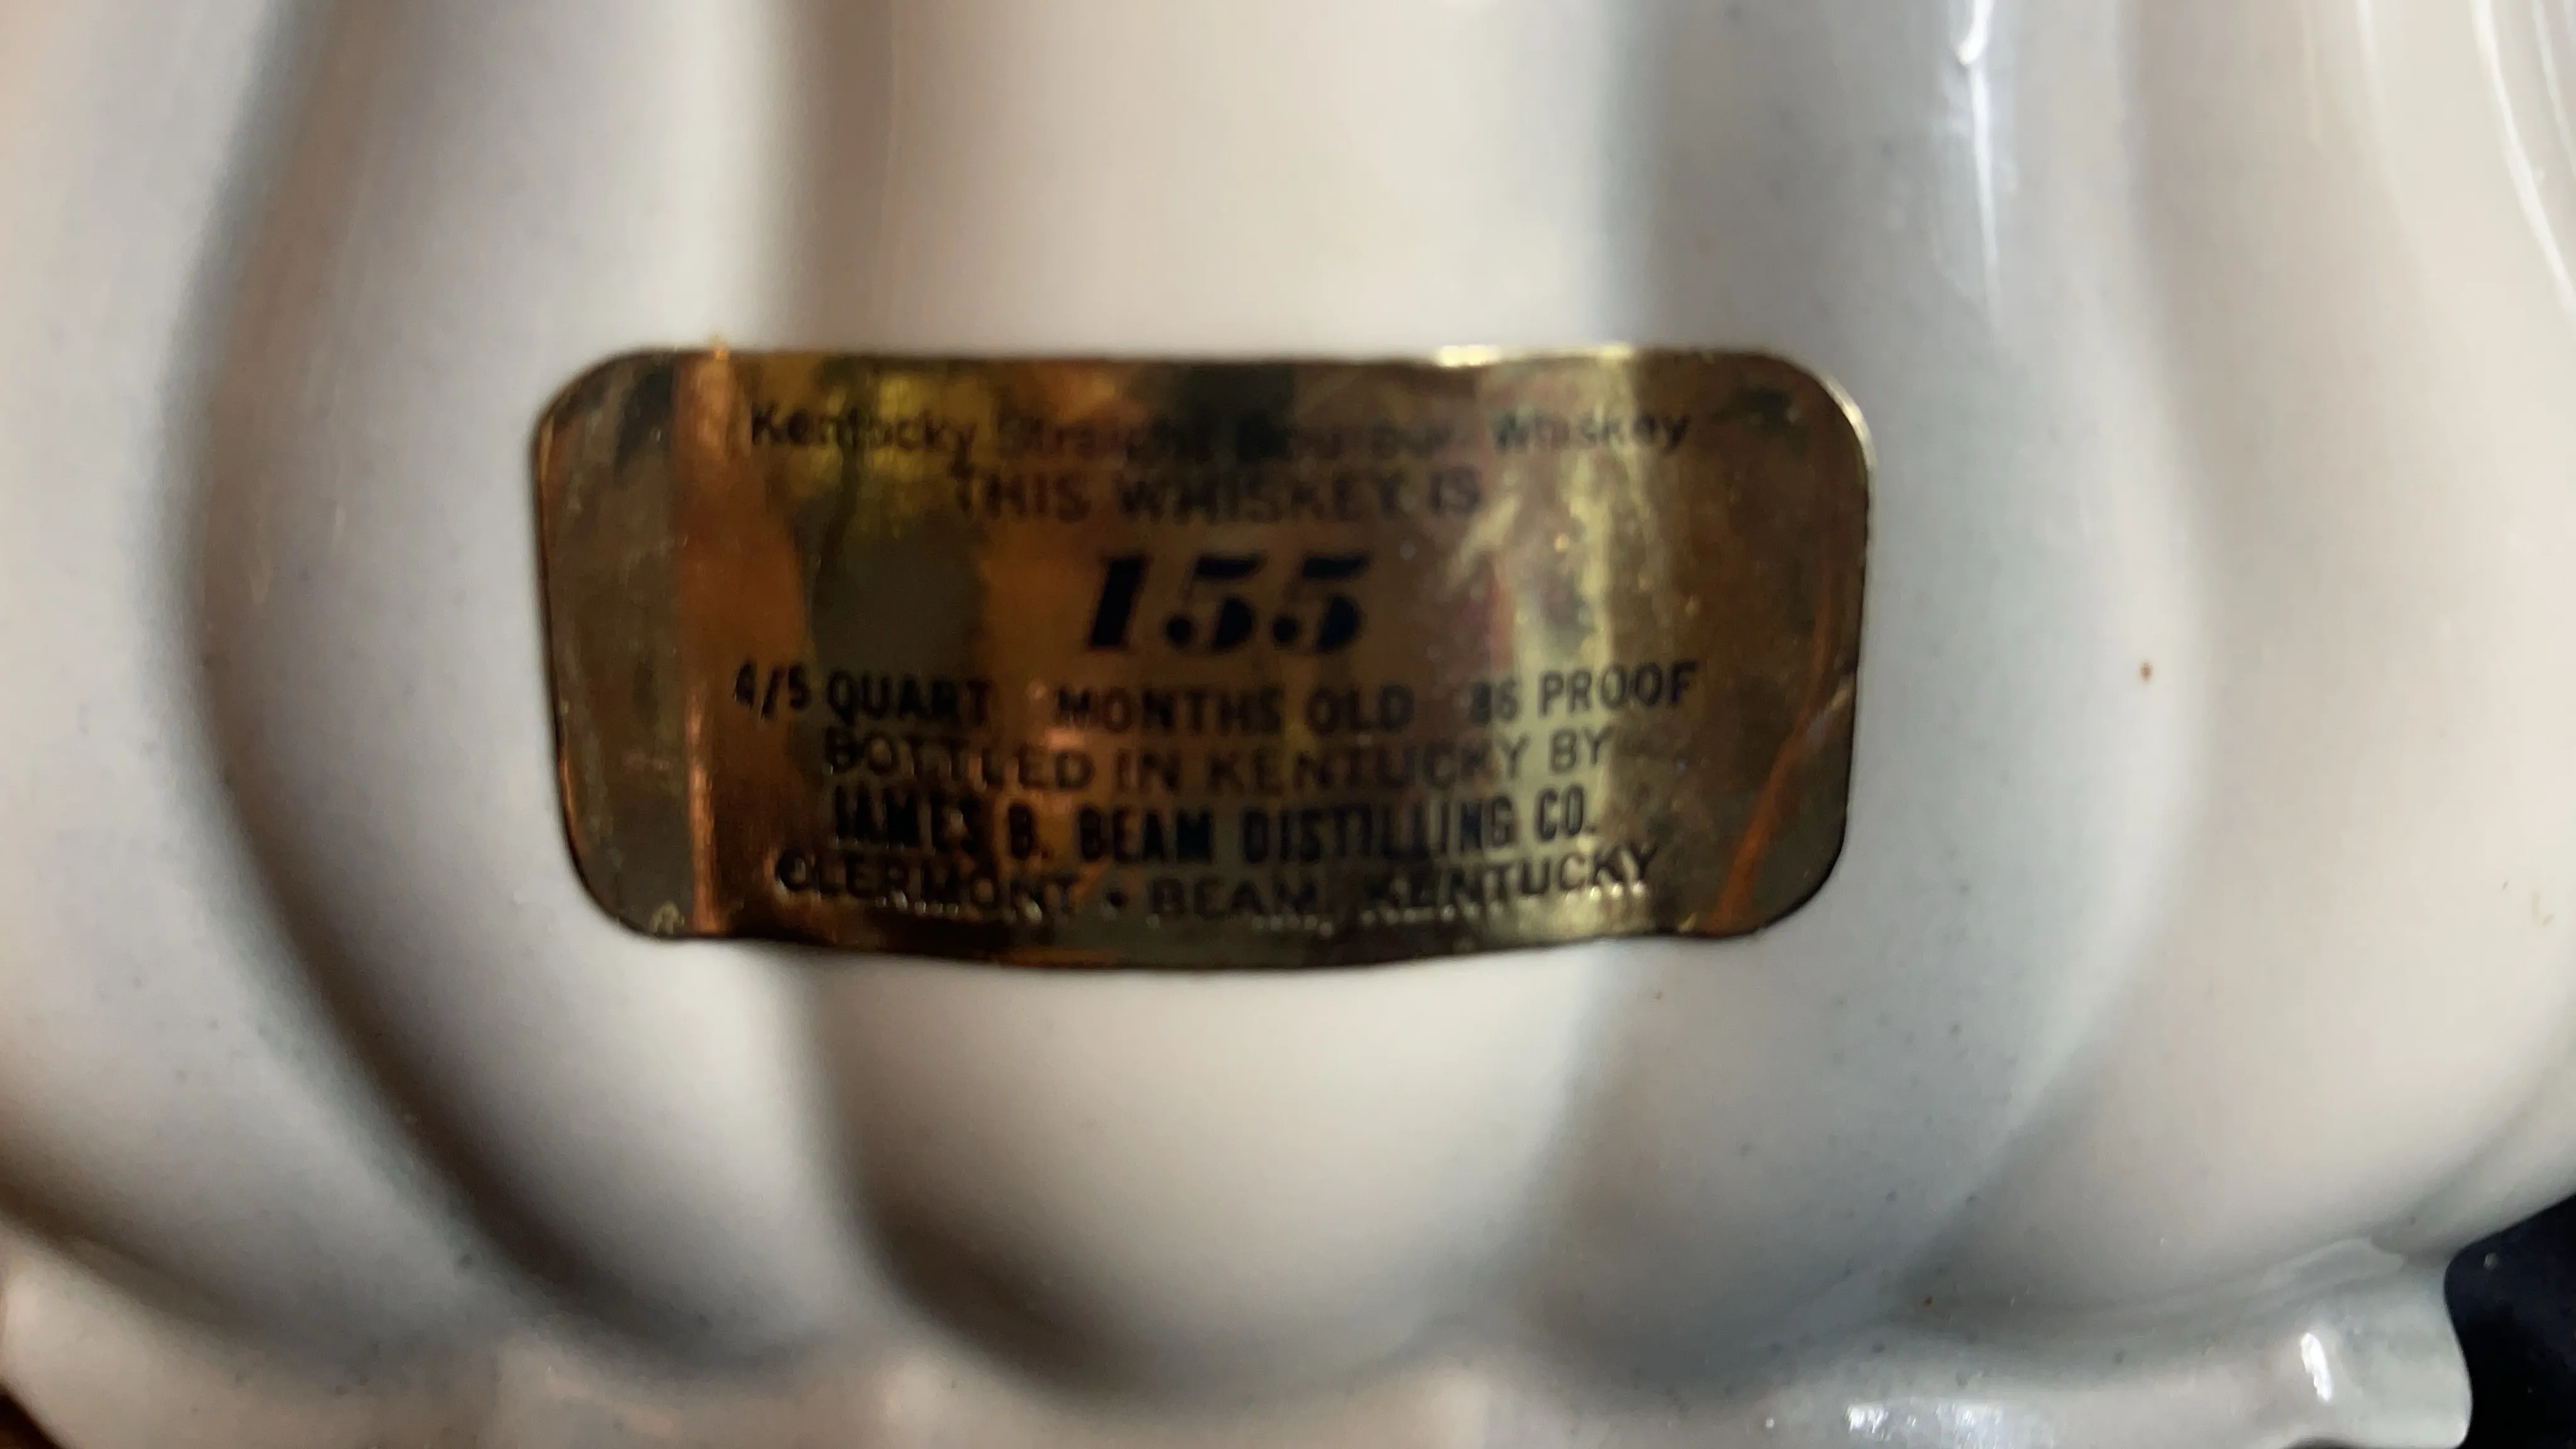 Kentucky Straight Bourbon Whiskey
THIS WHISKEY IS
155
4/5 QUART MONTHS OLD 86 PROOF
BOTTLED IN KENTUCKY BY
JAMES B. BEAM DISTILLING CO.
CLERMONT • BEAM, KENTUCKY